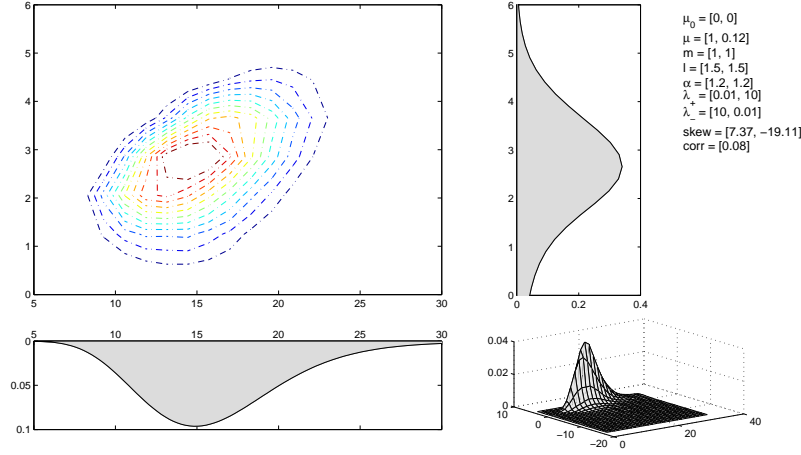 6
5
4
3
2
1
0
5 10 15 20 25 30
6
5
4
3
2
1
0
0 0.2 0.4
μ₀ = [0, 0]
μ = [1, 0.12]
m = [1, 1]
l = [1.5, 1.5]
α = [1.2, 1.2]
λ₊ = [0.01, 10]
λ₋ = [10, 0.01]
skew = [7.37, −19.11]
corr = [0.08]
5 10 15 20 25 30
0
0.05
0.1
0.04
0.02
0
10
0
−10
−20
0
20
40